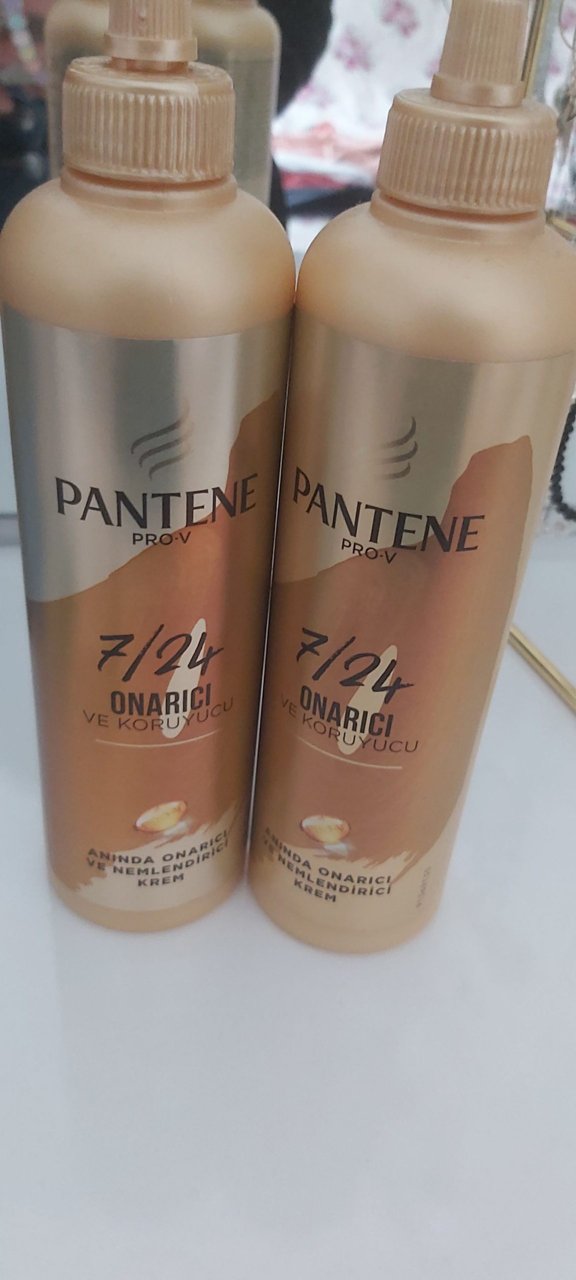 PANTENE
PRO-V
7/24
ONARICI
VE KORUYUCU
ANINDA ONARICI
VE NEMLENDİRİCİ
KREM
PANTENE
PRO-V
7/24
ONARICI
VE KORUYUCU
ANINDA ONARICI
VE NEMLENDİRİCİ
KREM